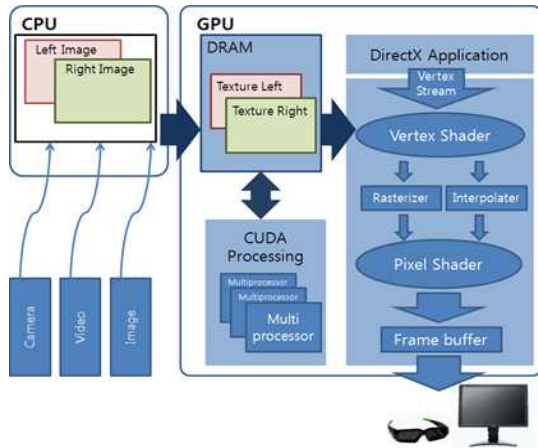 CPU
Left Image
Right Image
Camera
Video
Image
GPU
DRAM
Texture Left
Texture Right
CUDA
Processing
Multiprocessor
Multiprocessor
Multi
processor
DirectX Application
Vertex
Stream
Vertex Shader
Rasterizer
Interpolater
Pixel Shader
Frame buffer